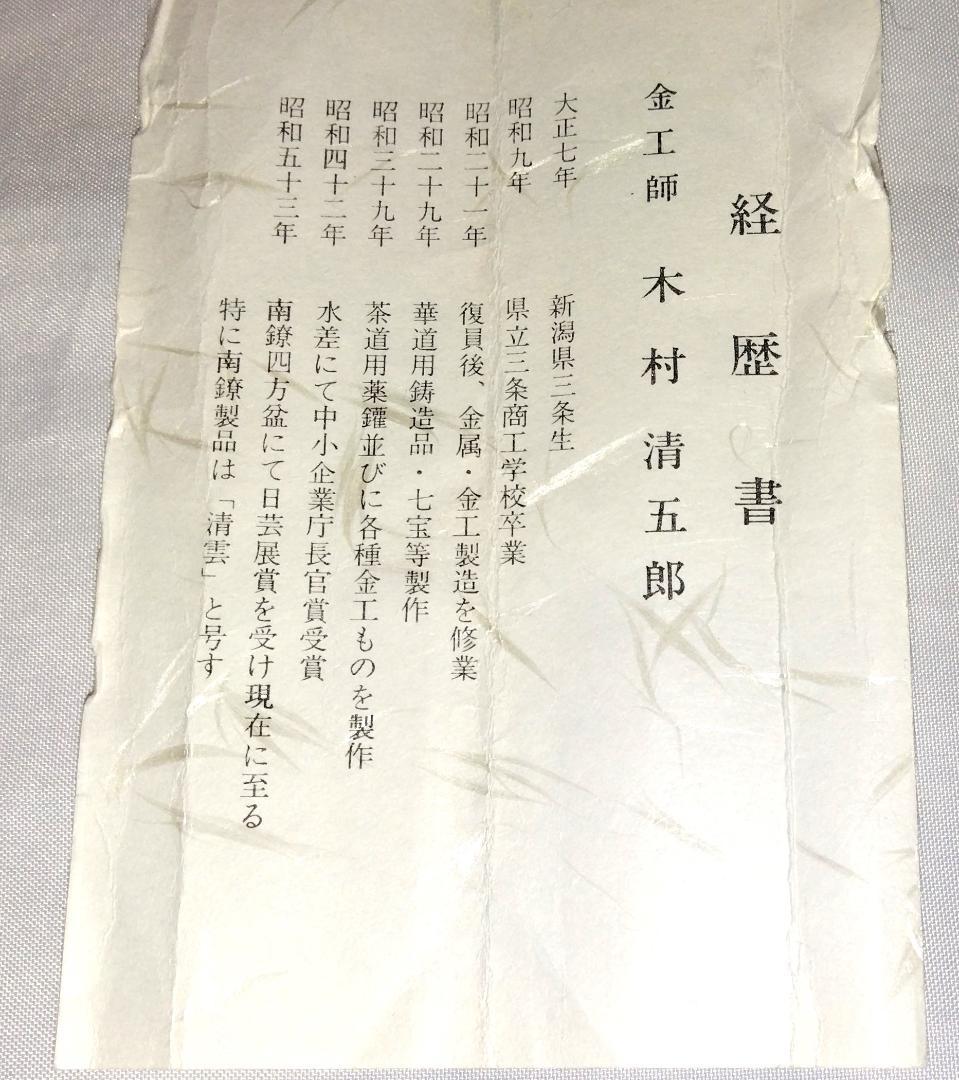 経歴書
金工師 木村清五郎
大正七年 新潟県三条生
昭和九年 県立三条商工学校卒業
昭和二十一年 復員後、金属・金工製造を修業
昭和二十九年 華道用鋳造品・七宝等製作
昭和三十九年 茶道用薬鑵並びに各種金工ものを製作
昭和四十二年 水差にて中小企業庁長官賞受賞
昭和五十三年 南鐐四方盆にて日芸展賞を受け現在に至る
特に南鐐製品は「清雲」と号す